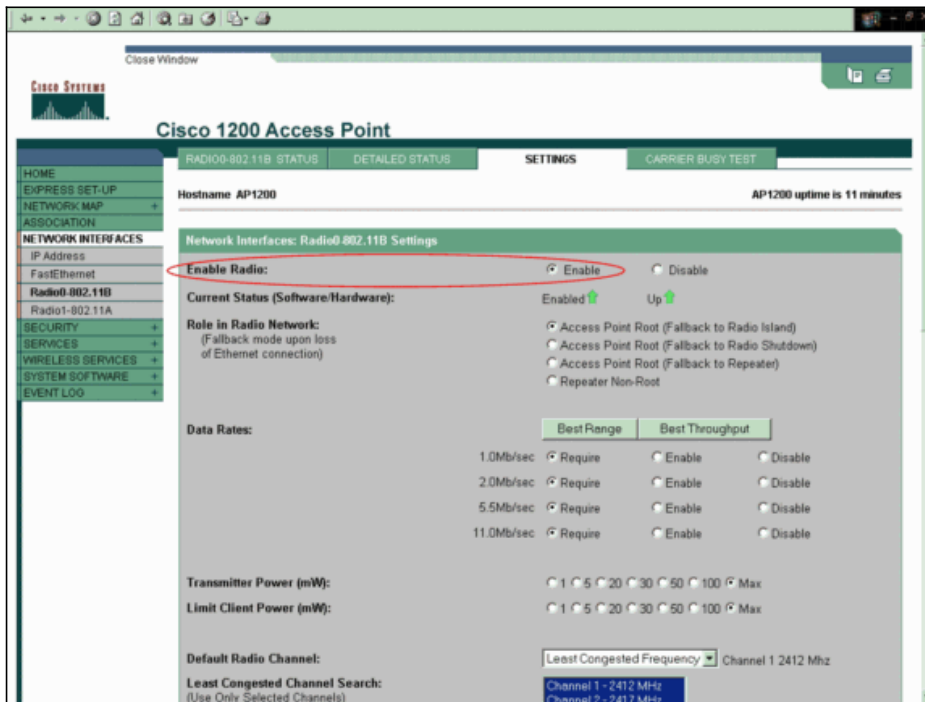 Close Window
CISCO SYSTEMS
Cisco 1200 Access Point
RADIO0-802.11B STATUS DETAILED STATUS SETTINGS CARRIER BUSY TEST
HOME
EXPRESS SET-UP
NETWORK MAP +
ASSOCIATION
NETWORK INTERFACES
IP Address
FastEthernet
Radio0-802.11B
Radio1-802.11A
SECURITY +
SERVICES +
WIRELESS SERVICES +
SYSTEM SOFTWARE +
EVENT LOG +
Hostname AP1200 AP1200 uptime is 11 minutes
Network Interfaces: Radio0-802.11B Settings
Enable Radio: Enable Disable
Current Status (Software/Hardware): Enabled Up
Role in Radio Network: Access Point Root (Fallback to Radio Island)
(Fallback mode upon loss Access Point Root (Fallback to Radio Shutdown)
of Ethernet connection) Access Point Root (Fallback to Repeater)
Repeater Non-Root
Data Rates: Best Range Best Throughput
1.0Mb/sec Require Enable Disable
2.0Mb/sec Require Enable Disable
5.5Mb/sec Require Enable Disable
11.0Mb/sec Require Enable Disable
Transmitter Power (mW): 1 5 20 30 50 100 Max
Limit Client Power (mW): 1 5 20 30 50 100 Max
Default Radio Channel: Least Congested Frequency Channel 1 2412 Mhz
Least Congested Channel Search: Channel 1 - 2412 MHz
(Use Only Selected Channels) Channel 2 - 2417 MHz